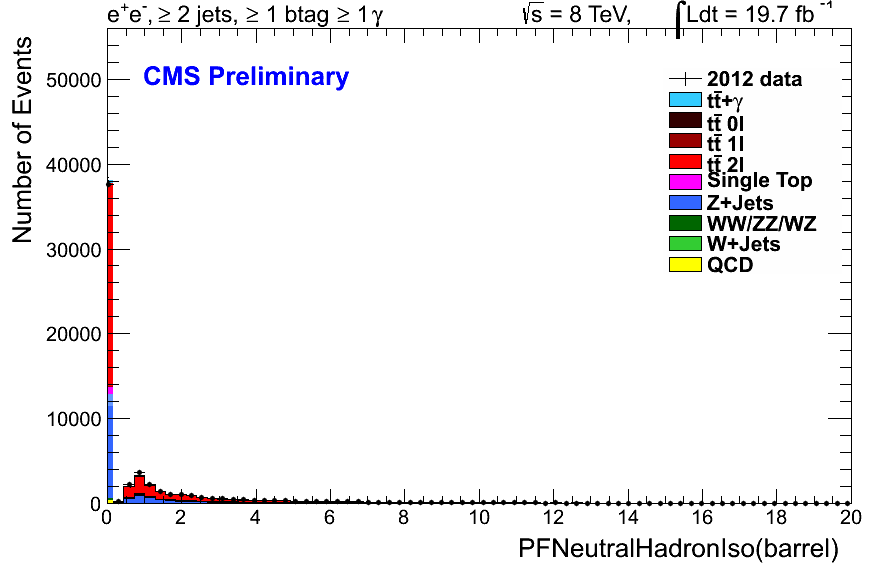 e⁺e⁻, ≥ 2 jets, ≥ 1 btag ≥ 1 γ
√s = 8 TeV, ∫Ldt = 19.7 fb⁻¹
CMS Preliminary
2012 data
tt̄+γ
tt̄ 0l
tt̄ 1l
tt̄ 2l
Single Top
Z+Jets
WW/ZZ/WZ
W+Jets
QCD
Number of Events
50000
40000
30000
20000
10000
0
0 2 4 6 8 10 12 14 16 18 20
PFNeutralHadronIso(barrel)